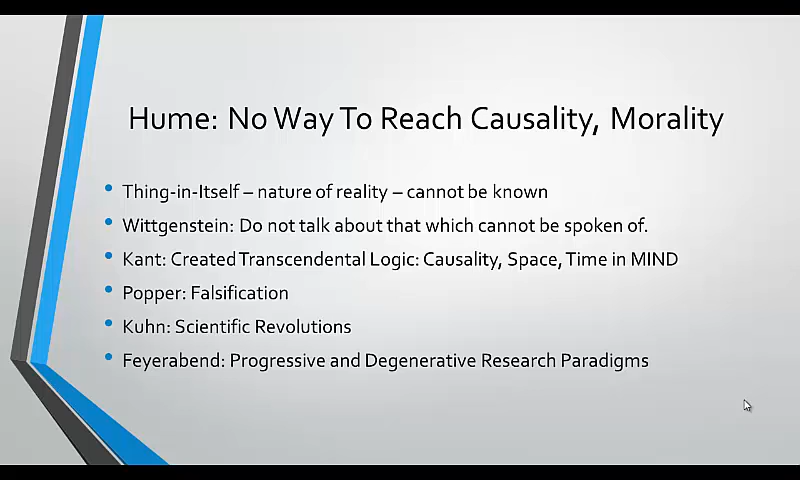 Hume: No Way To Reach Causality, Morality
Thing-in-Itself – nature of reality – cannot be known
Wittgenstein: Do not talk about that which cannot be spoken of.
Kant: Created Transcendental Logic: Causality, Space, Time in MIND
Popper: Falsification
Kuhn: Scientific Revolutions
Feyerabend: Progressive and Degenerative Research Paradigms